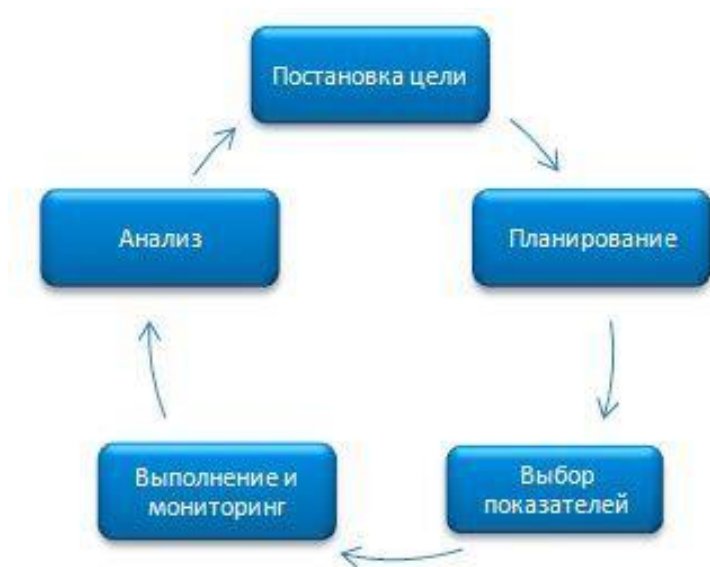 Постановка цели
Планирование
Выбор
показателей
Выполнение и
мониторинг
Анализ